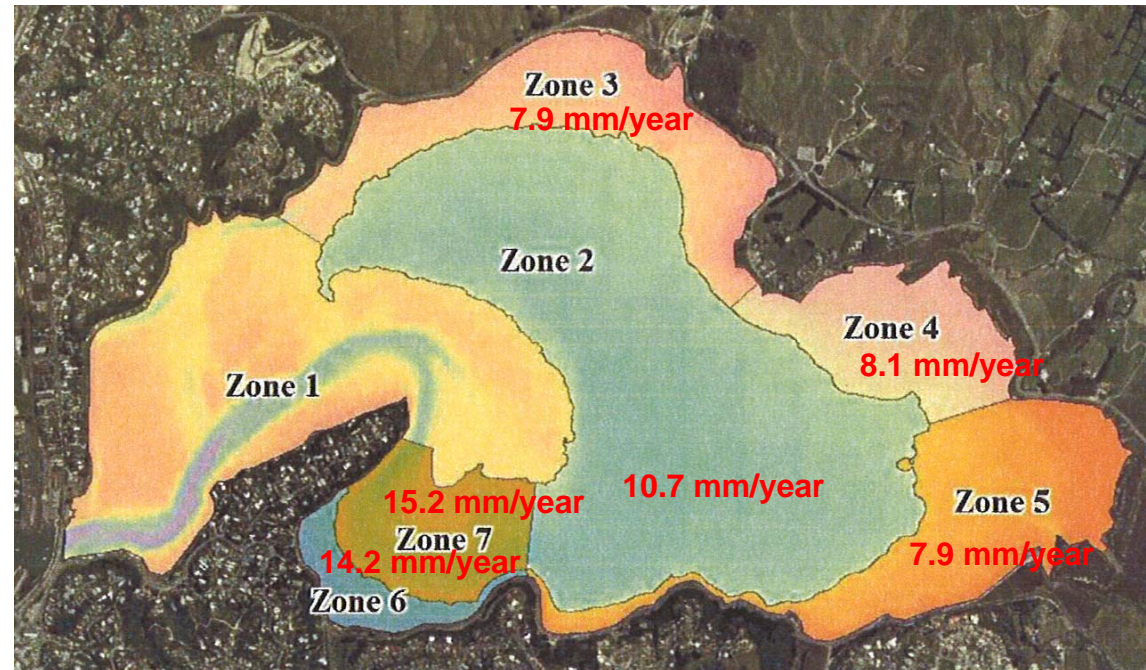 Zone 3
7.9 mm/year
Zone 2
Zone 4
8.1 mm/year
Zone 1
15.2 mm/year
10.7 mm/year
Zone 5
Zone 7
7.9 mm/year
14.2 mm/year
Zone 6